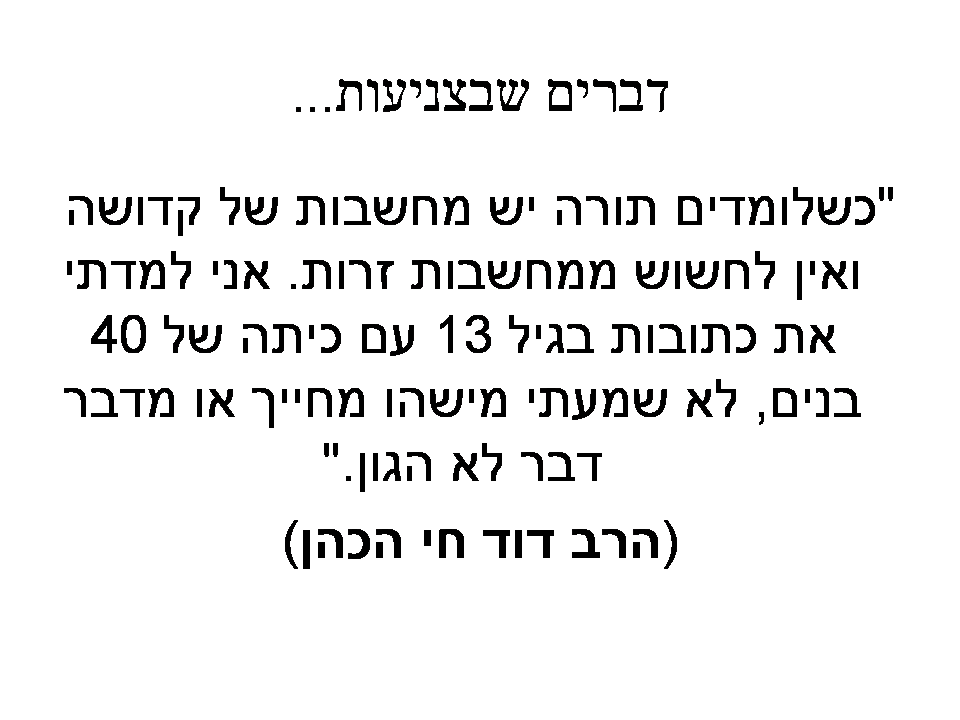 דברים שבצניעות...
"כשלומדים תורה יש מחשבות של קדושה
ואין לחשוש ממחשבות זרות. אני למדתי
את כתובות בגיל 13 עם כיתה של 40
בנים, לא שמעתי מישהו מחייך או מדבר
דבר לא הגון."
(הרב דוד חי הכהן)